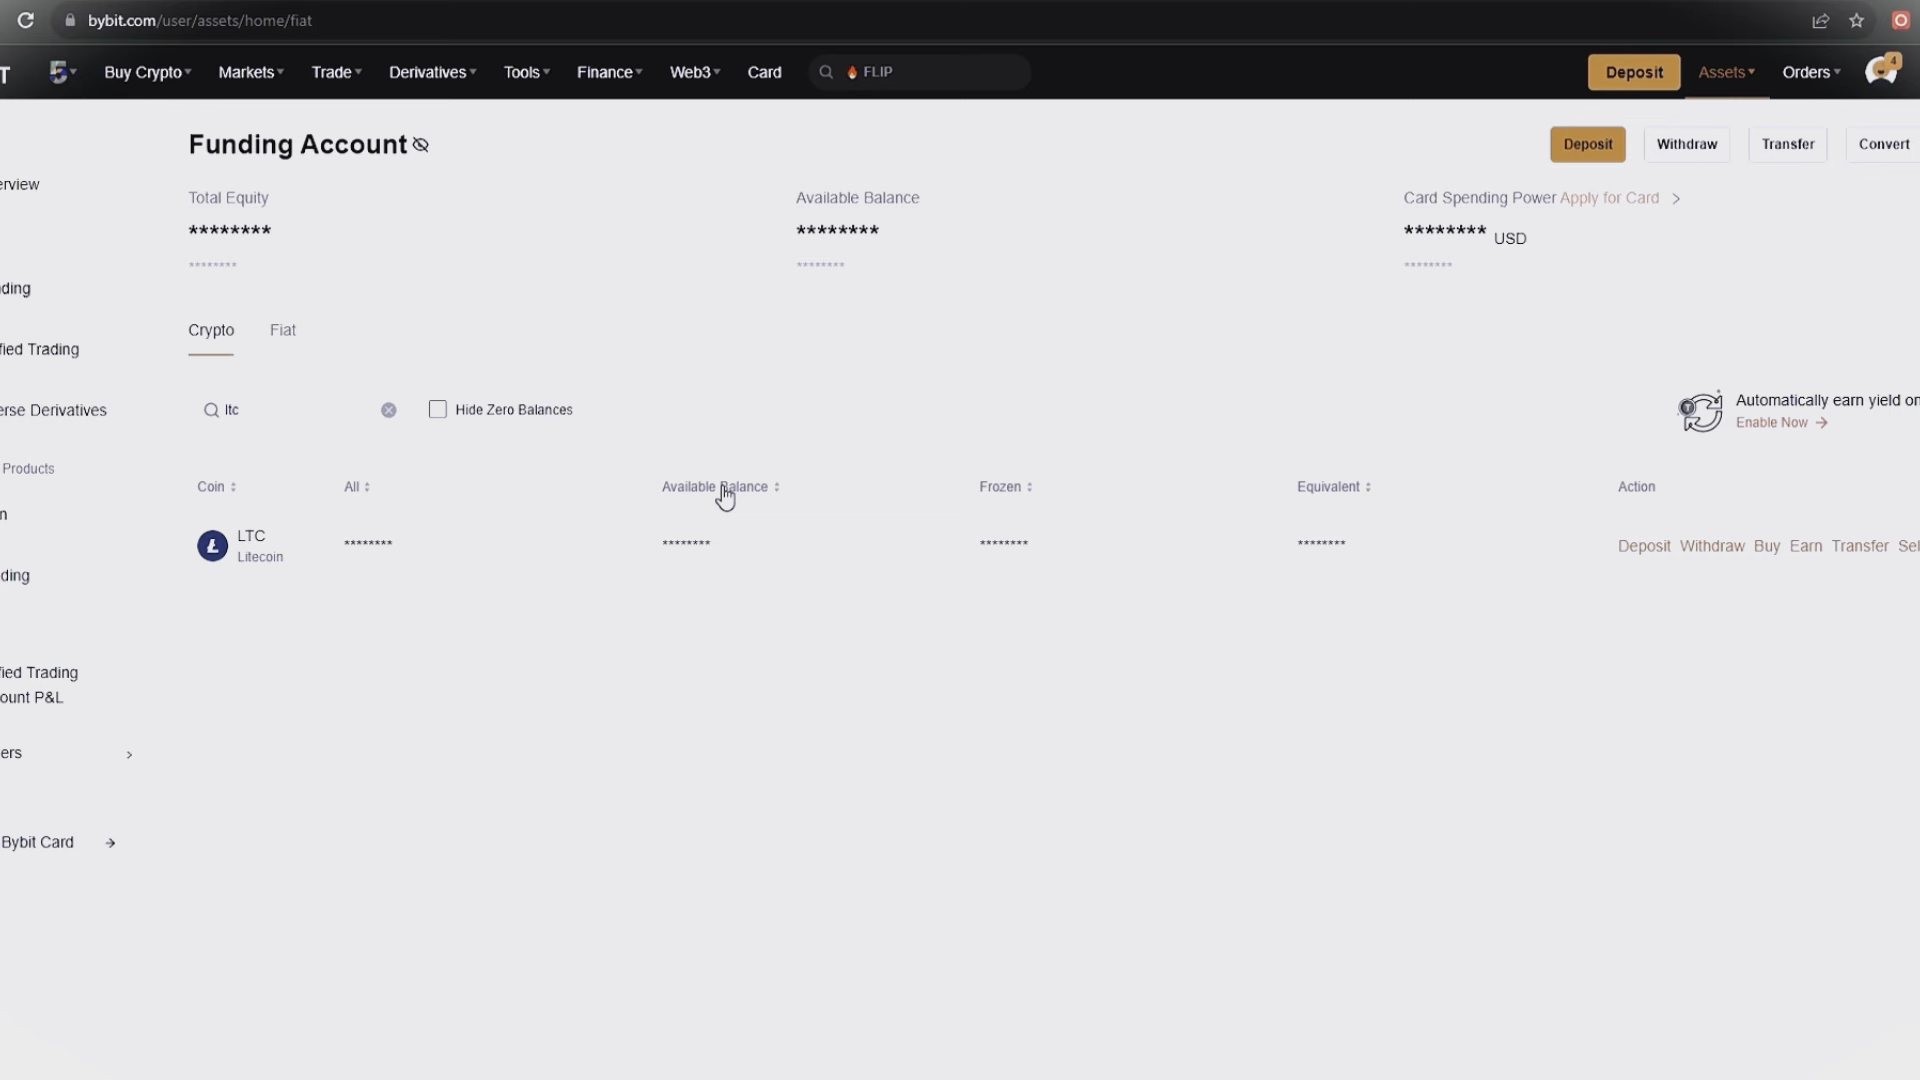 bybit.com/user/assets/home/fiat
T Buy Crypto Markets Trade Derivatives Tools Finance Web3 Card FLIP Deposit Assets Orders 4
Funding Account Deposit Withdraw Transfer Convert
erview
Total Equity Available Balance Card Spending Power Apply for Card >
******** ******** ******** USD
******** ******** ********
ding
Crypto Fiat
fied Trading
Automatically earn yield on
erse Derivatives ltc Hide Zero Balances
Enable Now →
Products
Coin All Available Balance Frozen Equivalent Action
n
LTC ******** ******** ******** ******** Deposit Withdraw Buy Earn Transfer Sel
Litecoin
ding
fied Trading
ount P&L
ers >
Bybit Card →